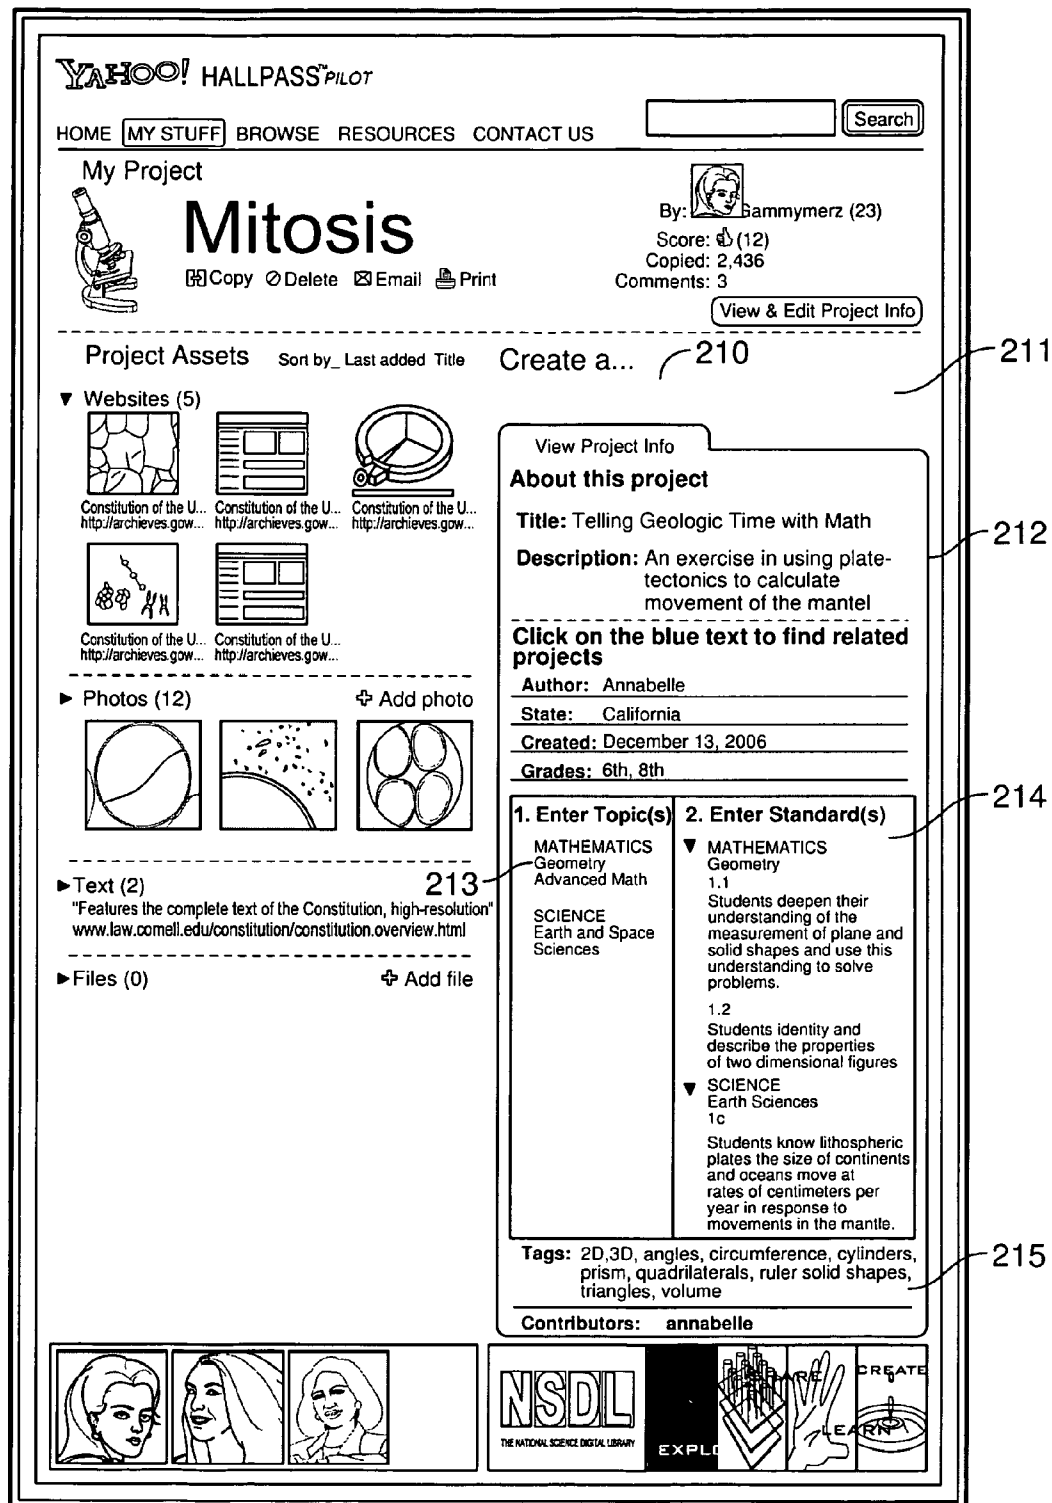 YAHOO! HALLPASS™ PILOT
HOME MY STUFF BROWSE RESOURCES CONTACT US
Search
My Project
Mitosis
Copy Delete Email Print
By: Sammymerz (23)
Score: (12)
Copied: 2,436
Comments: 3
View & Edit Project Info
Project Assets Sort by_ Last added Title
Websites (5)
Constitution of the U... Constitution of the U... Constitution of the U...
http://archieves.gow... http://archieves.gow... http://archieves.gow...
Constitution of the U... Constitution of the U...
http://archieves.gow... http://archieves.gow...
Photos (12) Add photo
Text (2)
"Features the complete text of the Constitution, high-resolution"
www.law.comell.edu/constitution/constitution.overview.html
Files (0) Add file
Create a...
210
211
View Project Info
About this project
Title: Telling Geologic Time with Math
212
Description: An exercise in using plate-
tectonics to calculate
movement of the mantel
Click on the blue text to find related
projects
Author: Annabelle
State: California
Created: December 13, 2006
Grades: 6th, 8th
214
1. Enter Topic(s)
MATHEMATICS
Geometry
213
Advanced Math
SCIENCE
Earth and Space
Sciences
2. Enter Standard(s)
MATHEMATICS
Geometry
1.1
Students deepen their
understanding of the
measurement of plane and
solid shapes and use this
understanding to solve
problems.
1.2
Students identity and
describe the properties
of two dimensional figures
SCIENCE
Earth Sciences
1c
Students know lithospheric
plates the size of continents
and oceans move at
rates of centimeters per
year in response to
movements in the mantle.
215
Tags: 2D,3D, angles, circumference, cylinders,
prism, quadrilaterals, ruler solid shapes,
triangles, volume
Contributors: annabelle
NSDL
THE NATIONAL SCIENCE DIGITAL LIBRARY
CREATE
LEARN